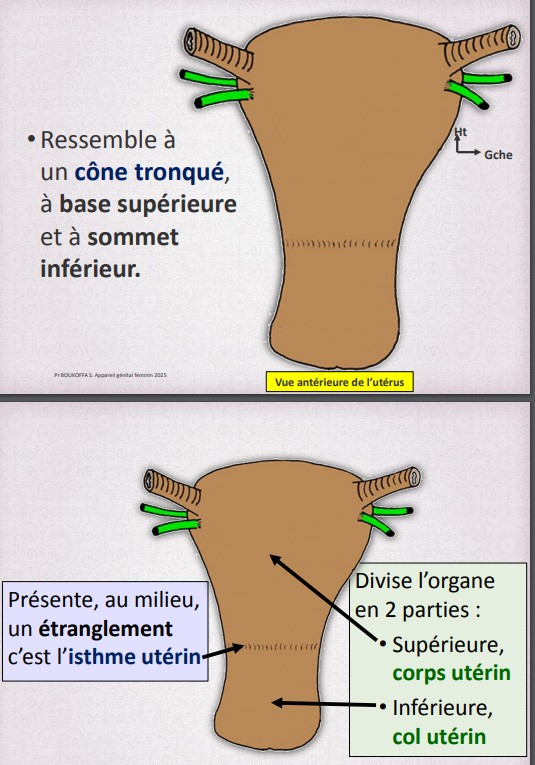 • Ressemble à
un cône tronqué,
à base supérieure
et à sommet
inférieur.
Ht
Gche
Pr BOUKOFFA S. Appareil génital féminin 2025
Vue antérieure de l'utérus
Présente, au milieu,
un étranglement
c'est l'isthme utérin
Divise l'organe
en 2 parties :
• Supérieure,
corps utérin
• Inférieure,
col utérin